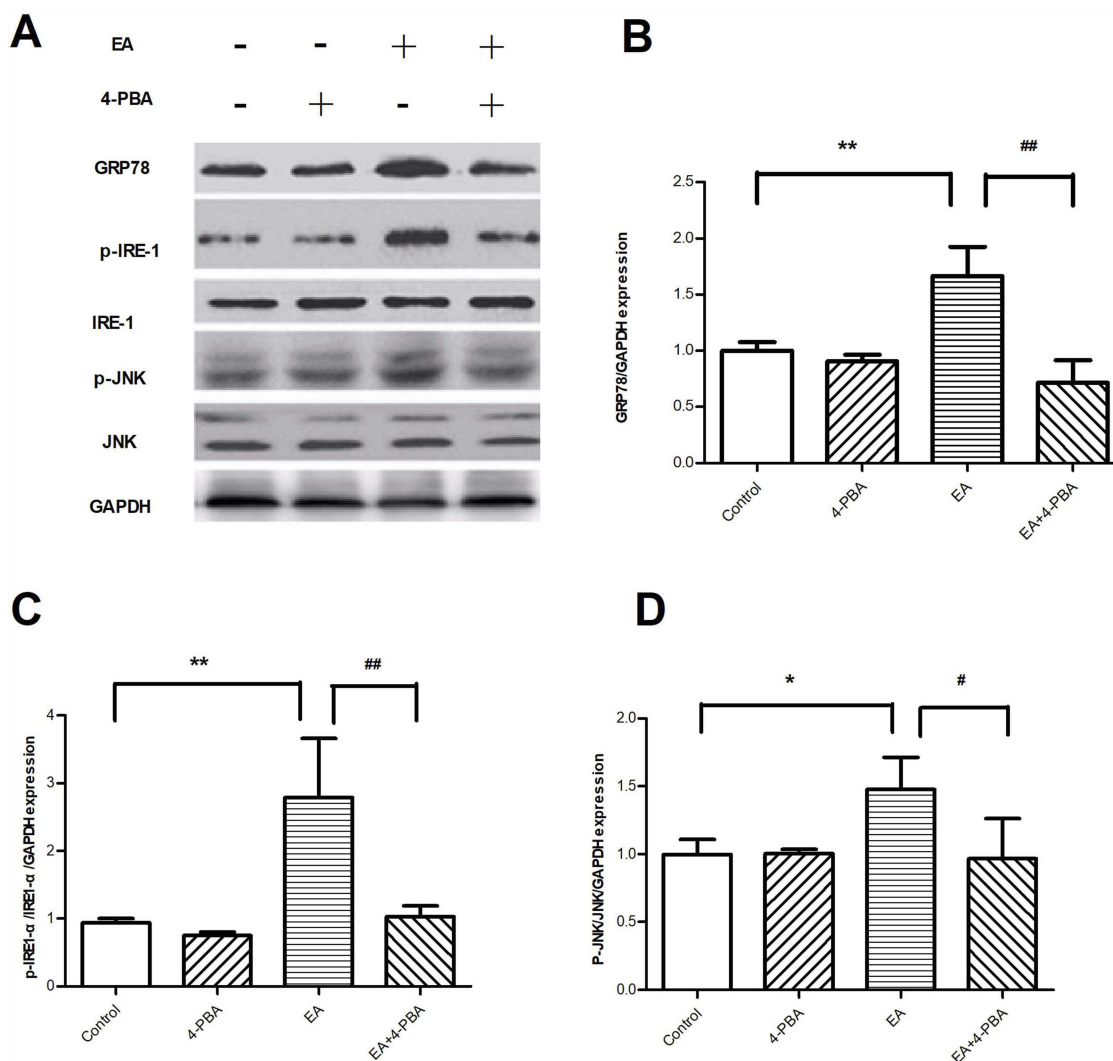 A
EA - - + +
4-PBA - + - +
GRP78
p-IRE-1
IRE-1
p-JNK
JNK
GAPDH
B
** ##
GRP78/GAPDH expression
2.5
2.0
1.5
1.0
0.5
0.0
Control 4-PBA EA EA+4-PBA
C
** ##
p-IRE1-α /IRE1-α /GAPDH expression
4
3
2
1
0
Control 4-PBA EA EA+4-PBA
D
* #
P-JNK/JNK/GAPDH expression
2.0
1.5
1.0
0.5
0.0
Control 4-PBA EA EA+4-PBA